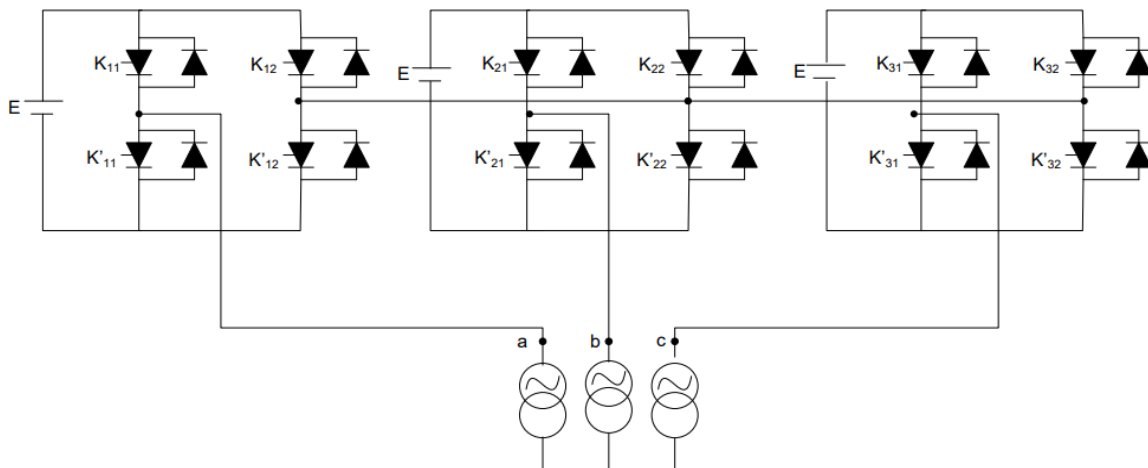 K11 K12 K21 K22 K31 K32
E E E
K'11 K'12 K'21 K'22 K'31 K'32
a b c